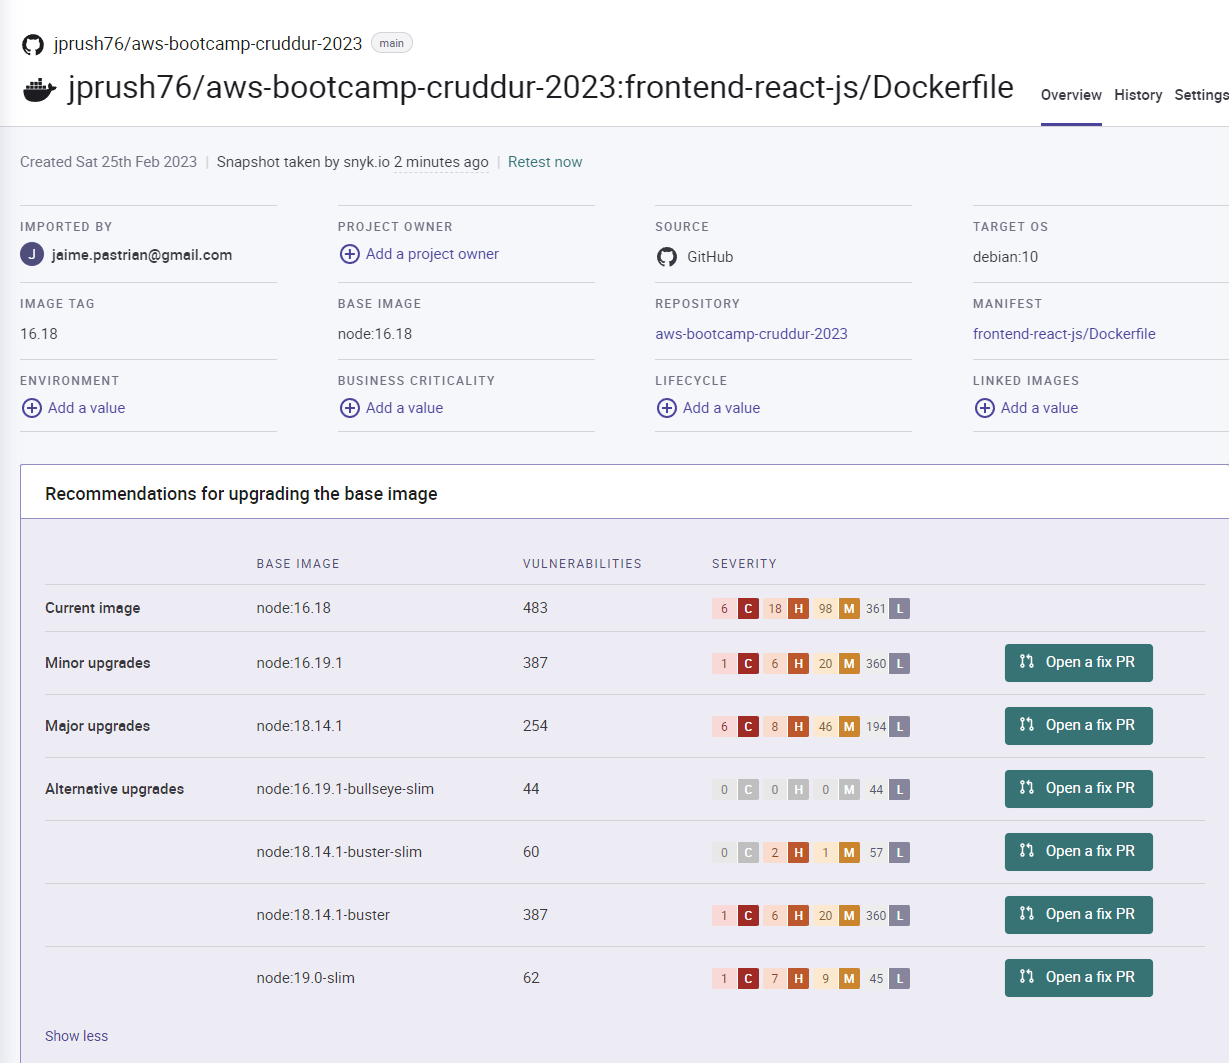 jprush76/aws-bootcamp-cruddur-2023 main
jprush76/aws-bootcamp-cruddur-2023:frontend-react-js/Dockerfile Overview History Settings
Created Sat 25th Feb 2023 | Snapshot taken by snyk.io 2 minutes ago | Retest now
IMPORTED BY PROJECT OWNER SOURCE TARGET OS
J jaime.pastrian@gmail.com Add a project owner GitHub debian:10
IMAGE TAG BASE IMAGE REPOSITORY MANIFEST
16.18 node:16.18 aws-bootcamp-cruddur-2023 frontend-react-js/Dockerfile
ENVIRONMENT BUSINESS CRITICALITY LIFECYCLE LINKED IMAGES
Add a value Add a value Add a value Add a value
Recommendations for upgrading the base image
BASE IMAGE VULNERABILITIES SEVERITY
Current image node:16.18 483 6 C 18 H 98 M 361 L
Minor upgrades node:16.19.1 387 1 C 6 H 20 M 360 L Open a fix PR
Major upgrades node:18.14.1 254 6 C 8 H 46 M 194 L Open a fix PR
Alternative upgrades node:16.19.1-bullseye-slim 44 0 C 0 H 0 M 44 L Open a fix PR
node:18.14.1-buster-slim 60 0 C 2 H 1 M 57 L Open a fix PR
node:18.14.1-buster 387 1 C 6 H 20 M 360 L Open a fix PR
node:19.0-slim 62 1 C 7 H 9 M 45 L Open a fix PR
Show less